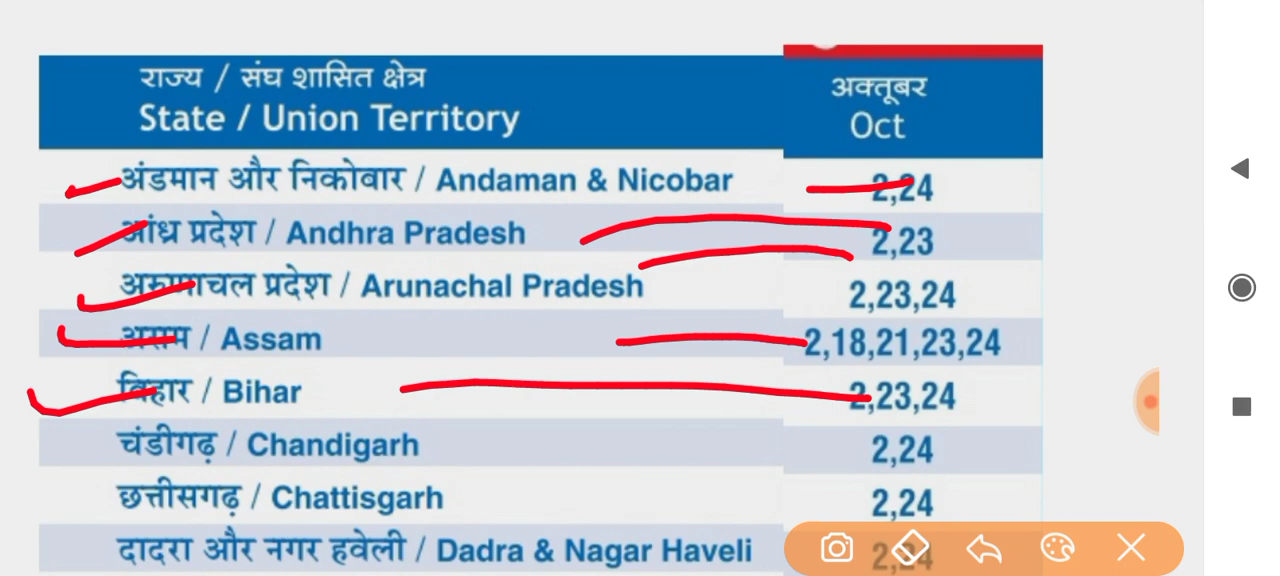 राज्य / संघ शासित क्षेत्र
State / Union Territory
अक्तूबर
Oct
अंडमान और निकोबार / Andaman & Nicobar 2,24
आंध्र प्रदेश / Andhra Pradesh 2,23
अरुणाचल प्रदेश / Arunachal Pradesh 2,23,24
असम / Assam 2,18,21,23,24
बिहार / Bihar 2,23,24
चंडीगढ़ / Chandigarh 2,24
छत्तीसगढ़ / Chattisgarh 2,24
दादरा और नगर हवेली / Dadra & Nagar Haveli 2,24